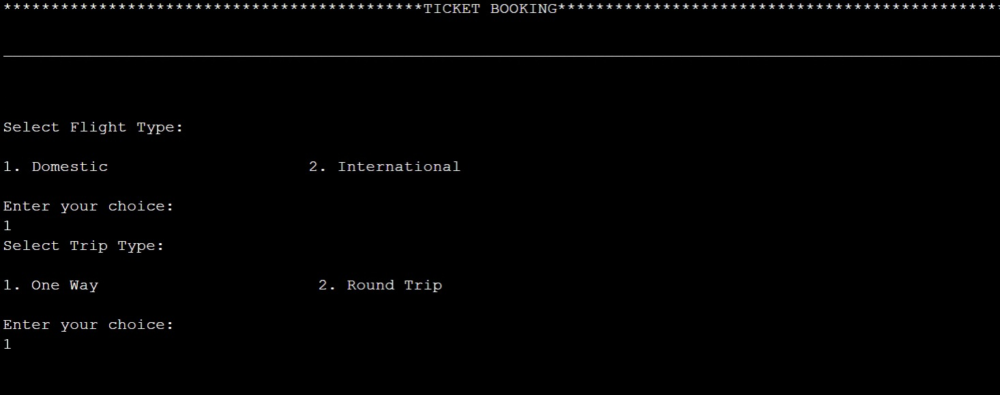 ********************************************TICKET BOOKING***********************************************
Select Flight Type:
1. Domestic                     2. International
Enter your choice:
1
Select Trip Type:
1. One Way                       2. Round Trip
Enter your choice:
1